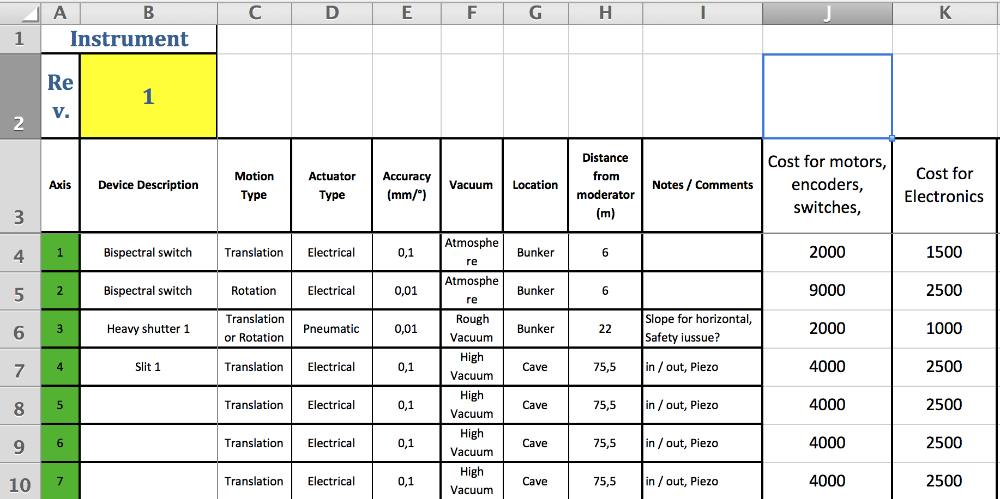 A B C D E F G H I J K
1 Instrument
2 Re
v. 1
3 Axis Device Description Motion
Type Actuator
Type Accuracy
(mm/°) Vacuum Location Distance
from
moderator
(m) Notes / Comments Cost for motors,
encoders,
switches, Cost for
Electronics
4 1 Bispectral switch Translation Electrical 0,1 Atmosphe
re Bunker 6 2000 1500
5 2 Bispectral switch Rotation Electrical 0,01 Atmosphe
re Bunker 6 9000 2500
6 3 Heavy shutter 1 Translation
or Rotation Pneumatic 0,01 Rough
Vacuum Bunker 22 Slope for horizontal,
Safety iussue? 2000 1000
7 4 Slit 1 Translation Electrical 0,1 High
Vacuum Cave 75,5 in / out, Piezo 4000 2500
8 5 Translation Electrical 0,1 High
Vacuum Cave 75,5 in / out, Piezo 4000 2500
9 6 Translation Electrical 0,1 High
Vacuum Cave 75,5 in / out, Piezo 4000 2500
10 7 Translation Electrical 0,1 High
Vacuum Cave 75,5 in / out, Piezo 4000 2500